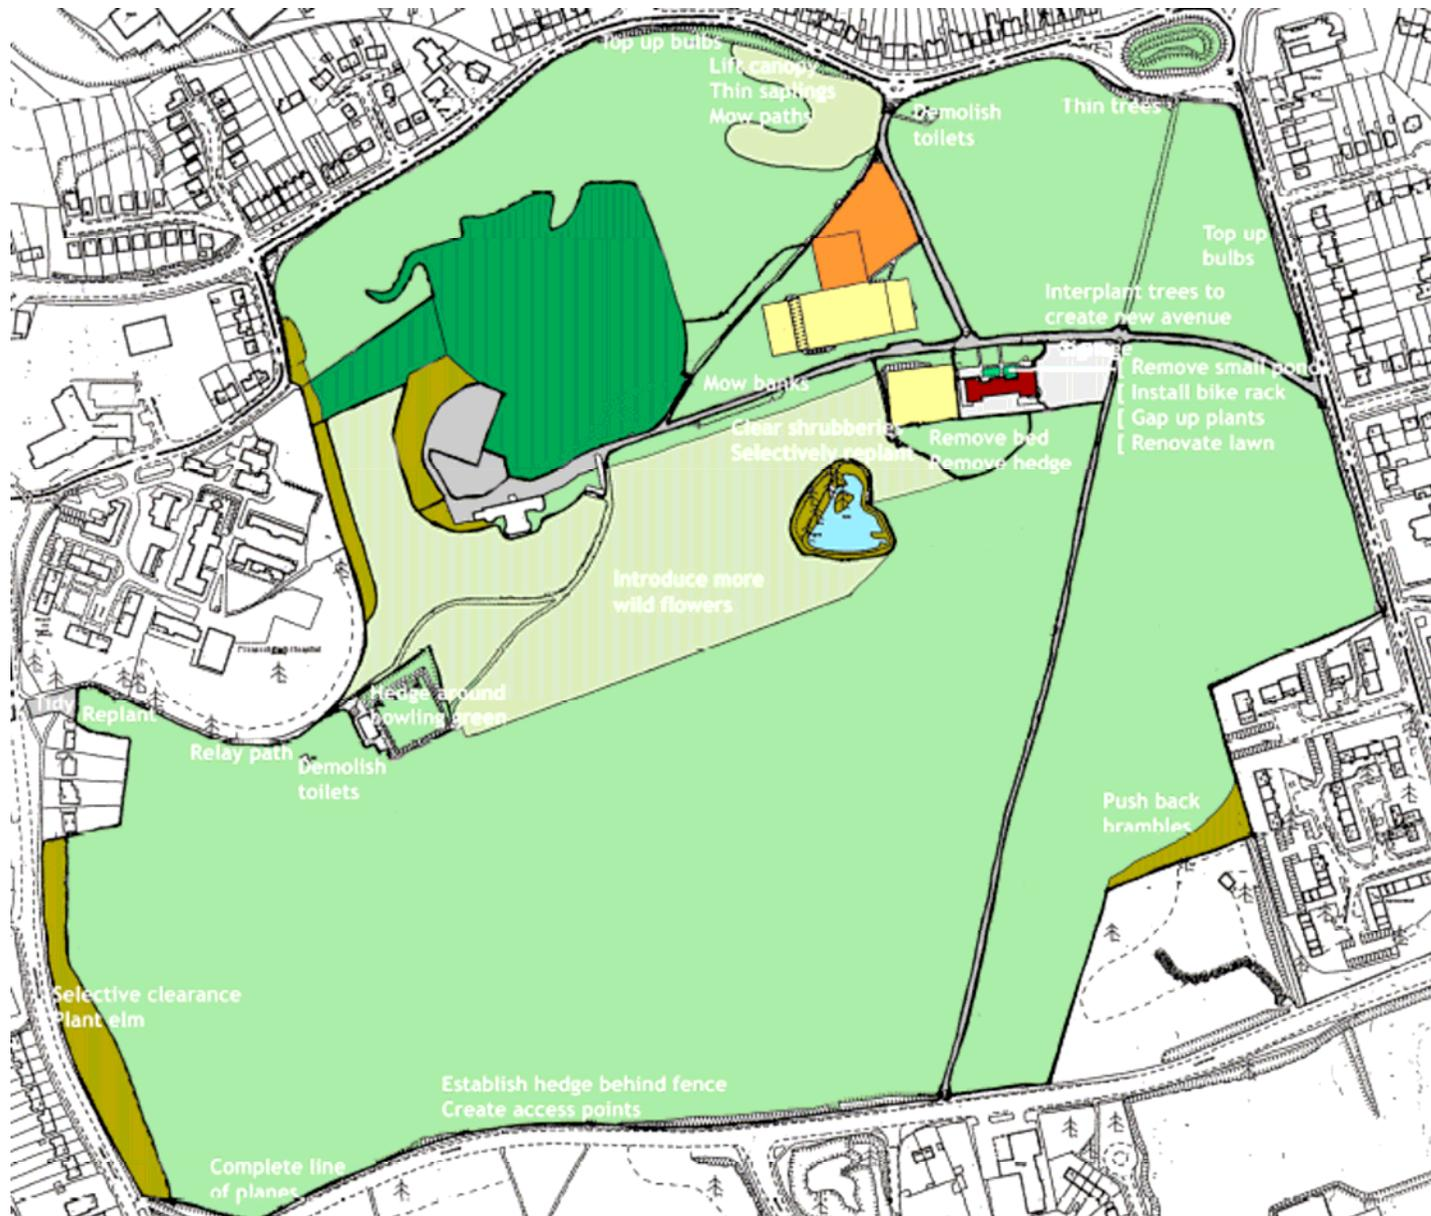 Top up bulbs
Lift canopy
Thin saplings
Mow paths
Demolish
toilets
Thin trees
Top up
bulbs
Interplant trees to
create new avenue
[ Remove small pond
[ Install bike rack
[ Gap up plants
[ Renovate lawn
Mow banks
Clear shrubberies
Selectively replant
Remove bed
Remove hedge
Introduce more
wild flowers
Hedge around
bowling green
Tidy
Replant
Relay path
Demolish
toilets
Push back
brambles
Selective clearance
Plant elm
Establish hedge behind fence
Create access points
Complete line
of planes